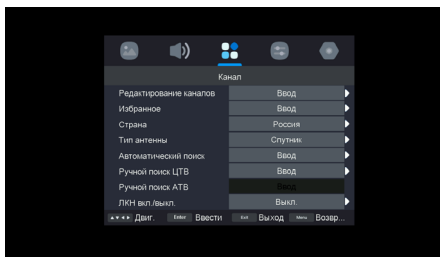 Канал
Редактирование каналов Ввод
Избранное Ввод
Страна Россия
Тип антенны Спутник
Автоматический поиск Ввод
Ручной поиск ЦТВ Ввод
Ручной поиск АТВ Ввод
ЛКН вкл./выкл. Выкл.
Двиг. Enter Ввести Exit Выход Menu Возвр...